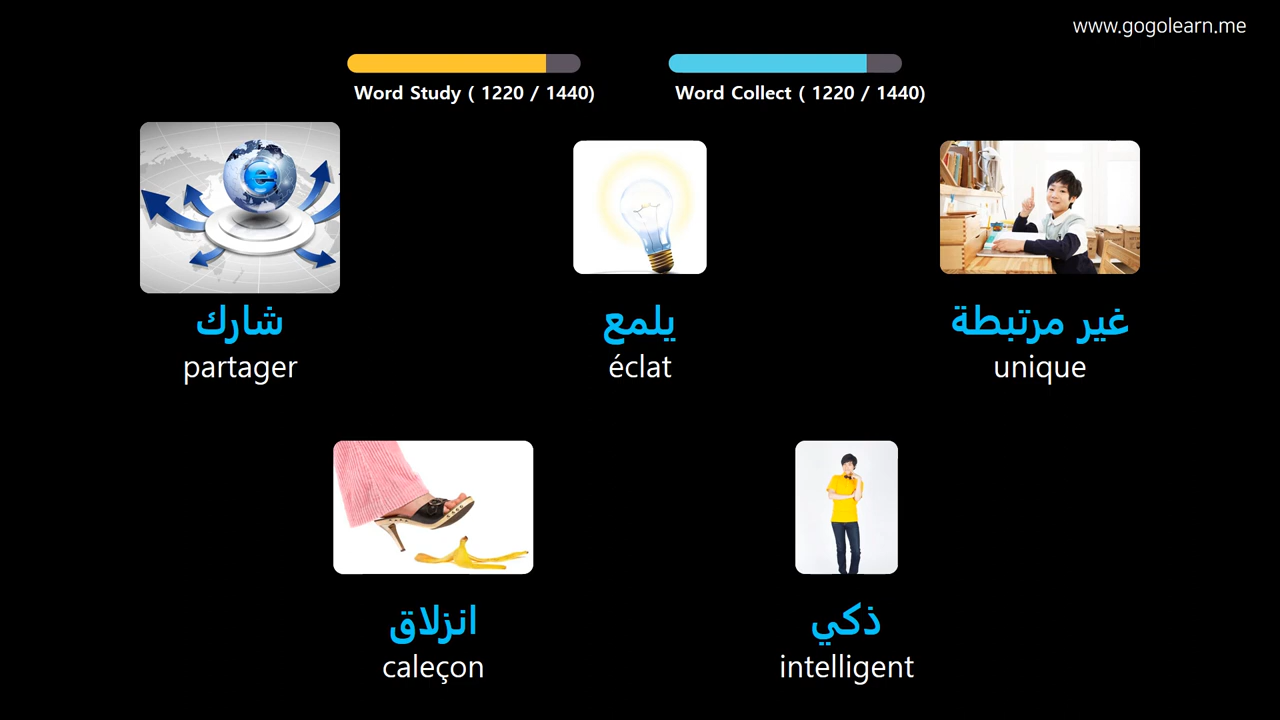 www.gogolearn.me
Word Study ( 1220 / 1440)
Word Collect ( 1220 / 1440)
e
شارك
partager
يلمع
éclat
غير مرتبطة
unique
انزلاق
caleçon
ذكي
intelligent